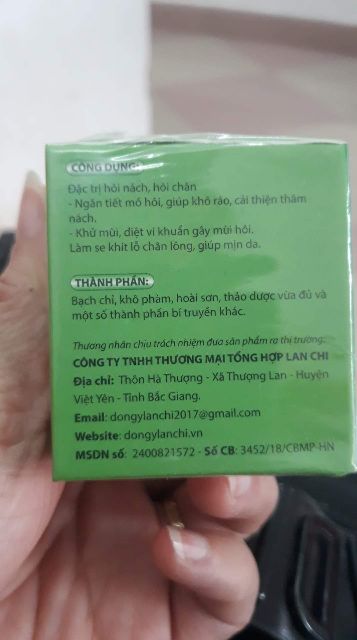 CÔNG DỤNG:
Đặc trị hôi nách, hôi chân
- Ngăn tiết mồ hôi, giúp khô ráo, cải thiện thâm
nách.
- Khử mùi, diệt vi khuẩn gây mùi hôi.
Làm se khít lỗ chân lông, giúp mịn da.
THÀNH PHẦN:
Bạch chỉ, khô phàm, hoài sơn, thảo dược vừa đủ và
một số thành phần bí truyền khác.
Thương nhân chịu trách nhiệm đưa sản phẩm ra thị trường:
CÔNG TY TNHH THƯƠNG MẠI TỔNG HỢP LAN CHI
Địa chỉ: Thôn Hà Thượng - Xã Thượng Lan - Huyện
Việt Yên - Tỉnh Bắc Giang.
Email: dongylanchi2017@gmail.com
Website: dongylanchi.vn
MSDN số: 2400821572 - Số CB: 3452/18/CBMP-HN